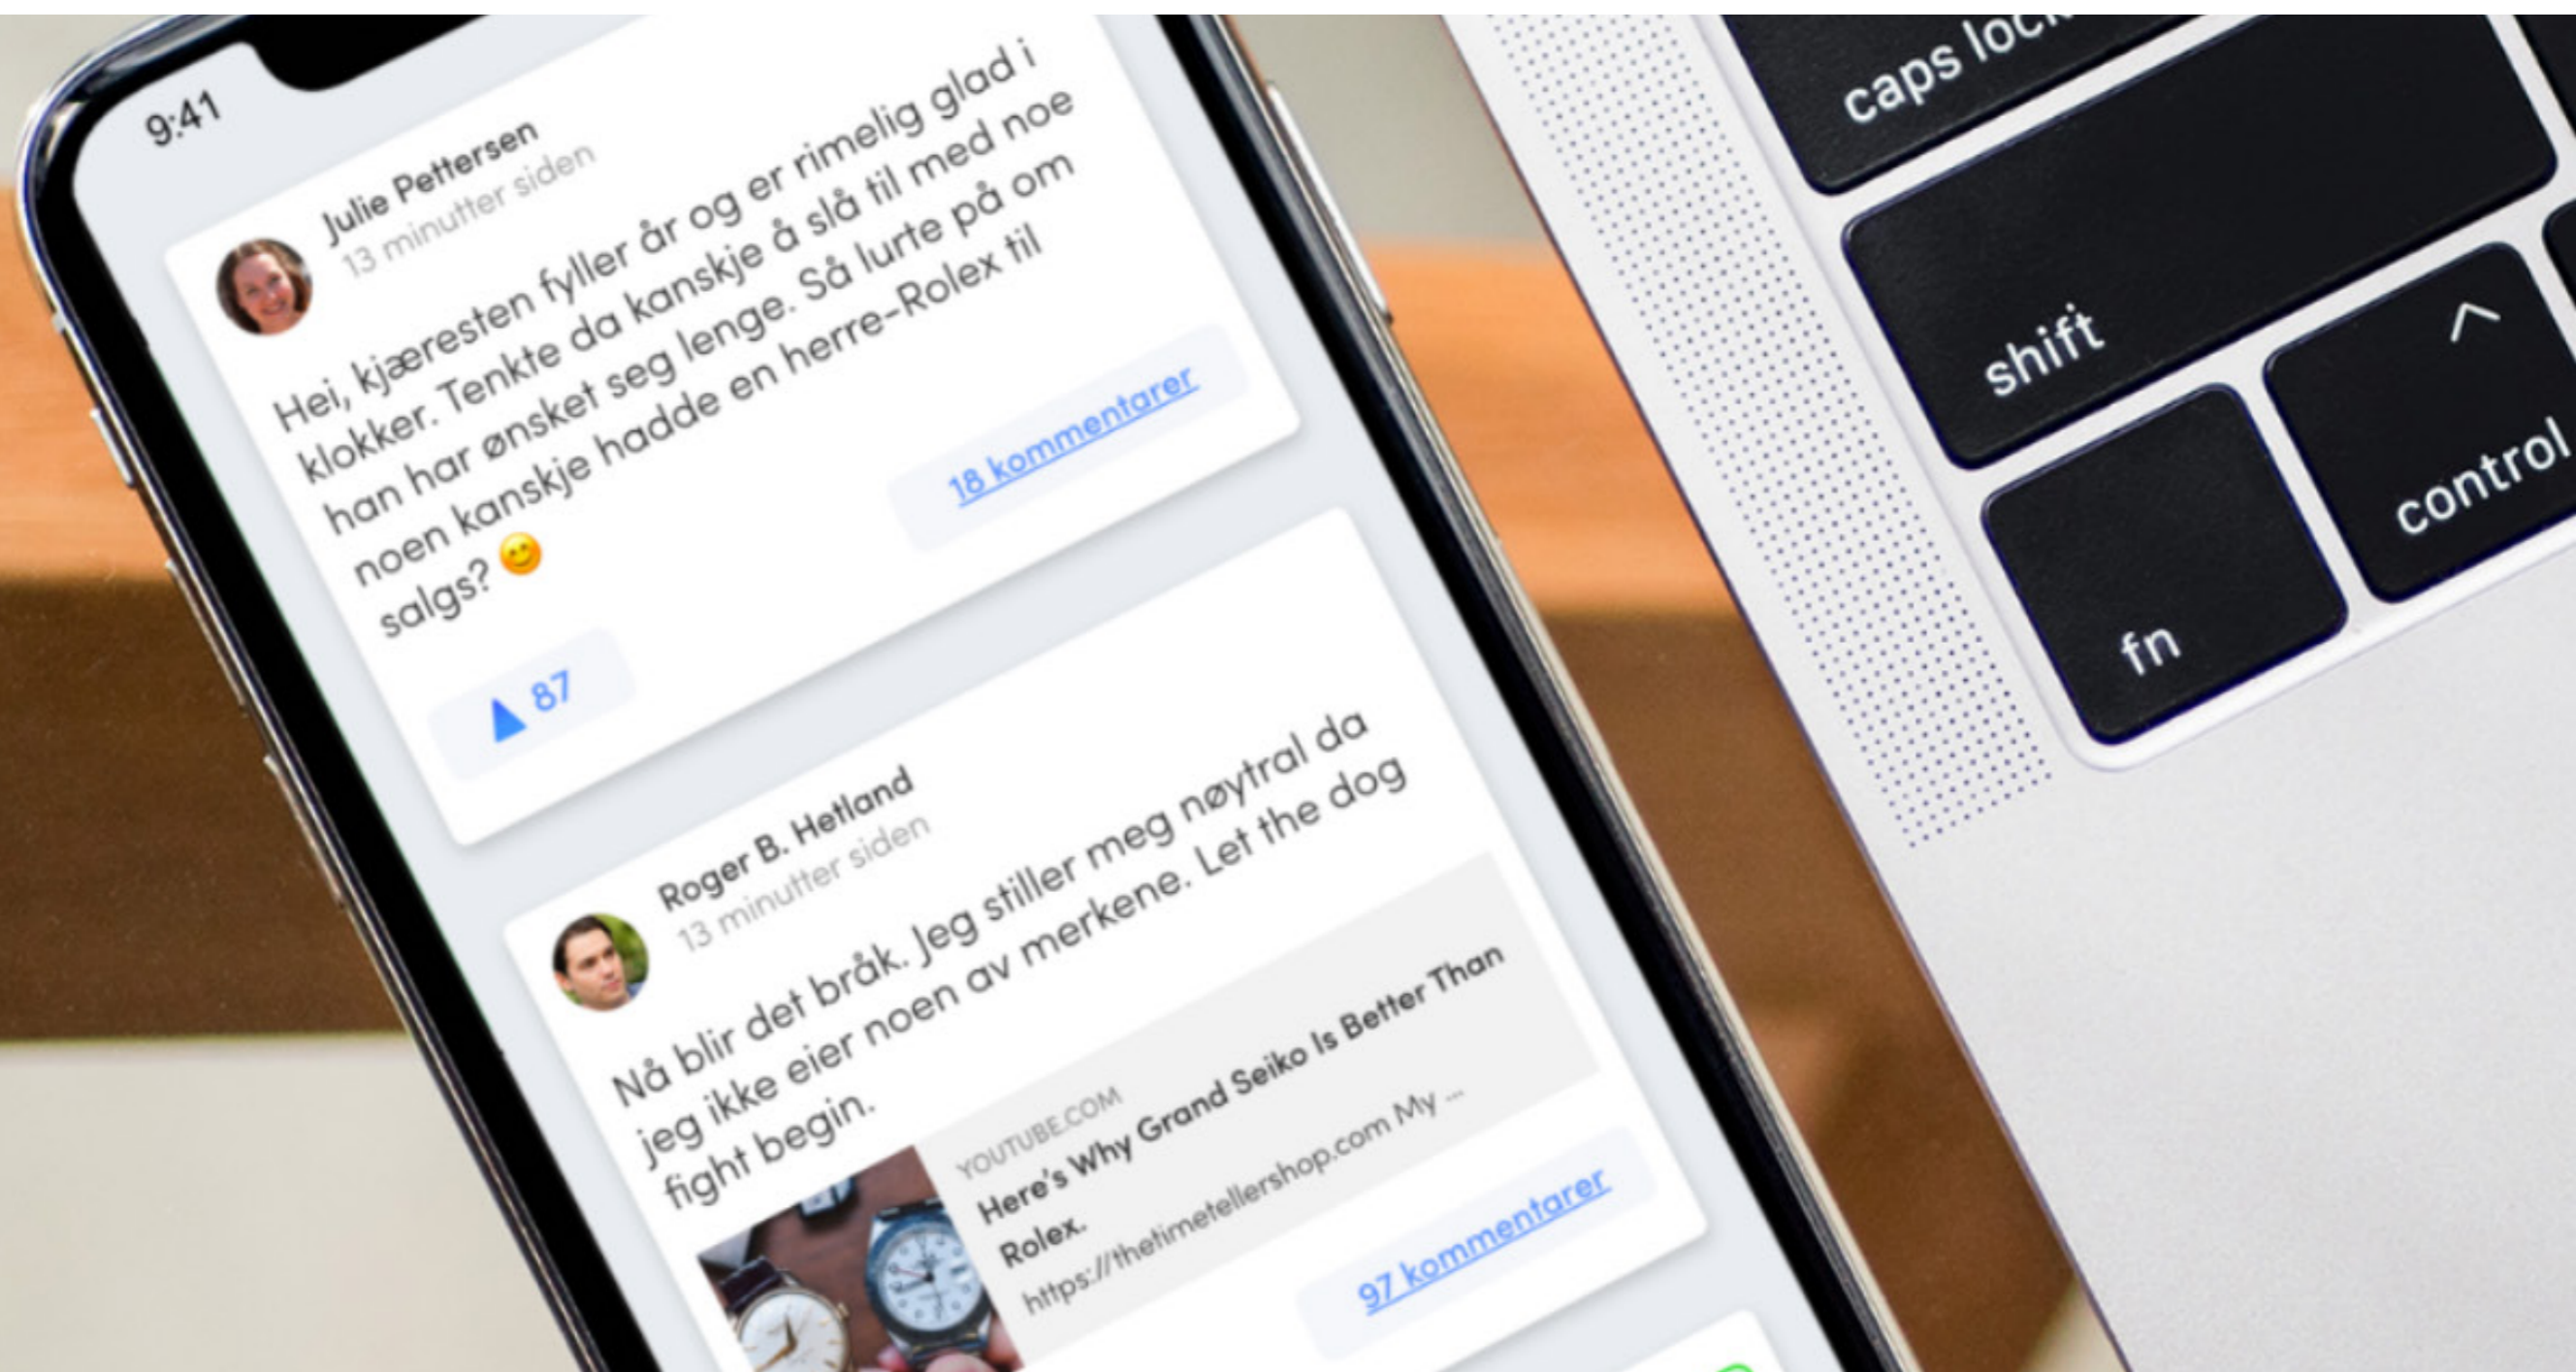 9:41
Julie Pettersen
13 minutter siden
Hei, kjæresten fyller år og er rimelig glad i
klokker. Tenkte da kanskje å slå til med noe
han har ønsket seg lenge. Så lurte på om
noen kanskje hadde en herre-Rolex til
salgs? 😊
87
18 kommentarer
Roger B. Hetland
13 minutter siden
Nå blir det bråk. Jeg stiller meg nøytral da
jeg ikke eier noen av merkene. Let the dog
fight begin.
YOUTUBE.COM
Here's Why Grand Seiko Is Better Than
Rolex.
https://thetimetellershop.com My ...
97 kommentarer
caps lock
shift
fn
control